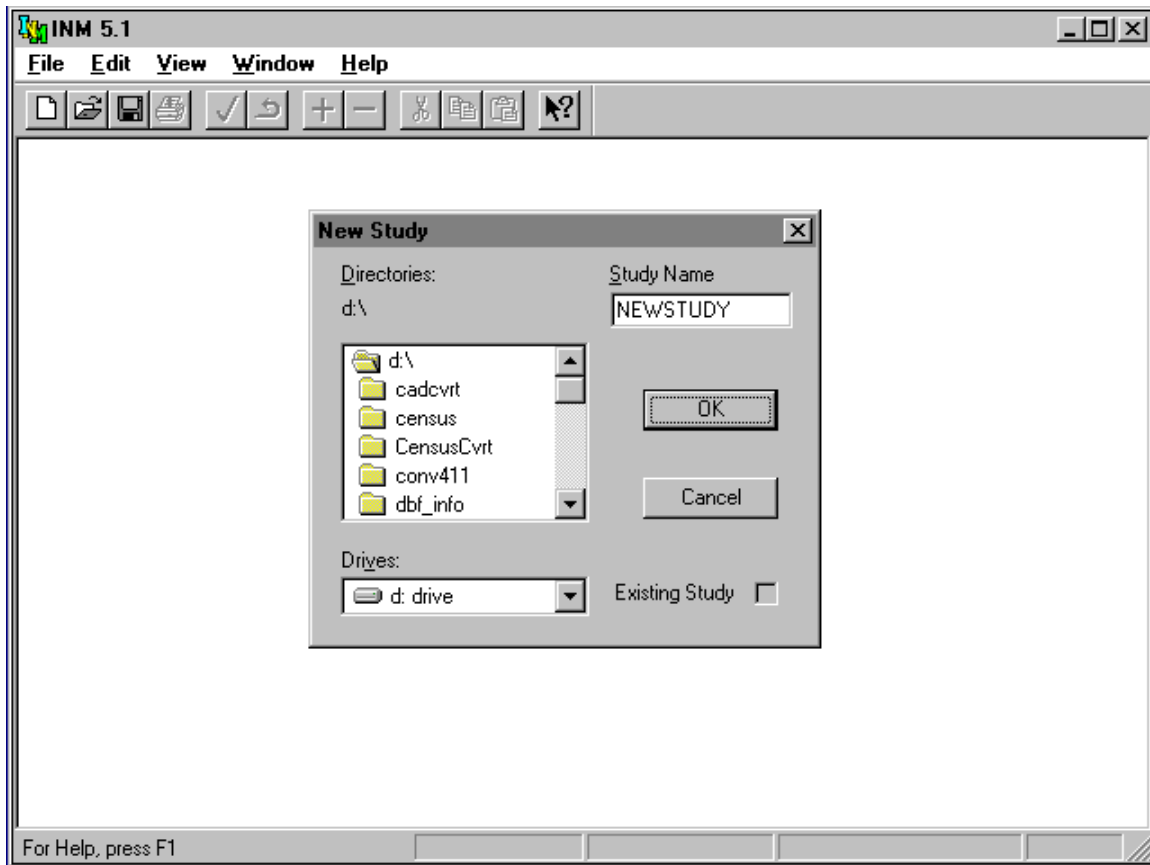 INM 5.1
File Edit View Window Help
New Study
Directories:
d:\
d:\
cadcvrt
census
CensusCvrt
conv411
dbf_info
Drives:
d: drive
Study Name
NEWSTUDY
OK
Cancel
Existing Study
For Help, press F1